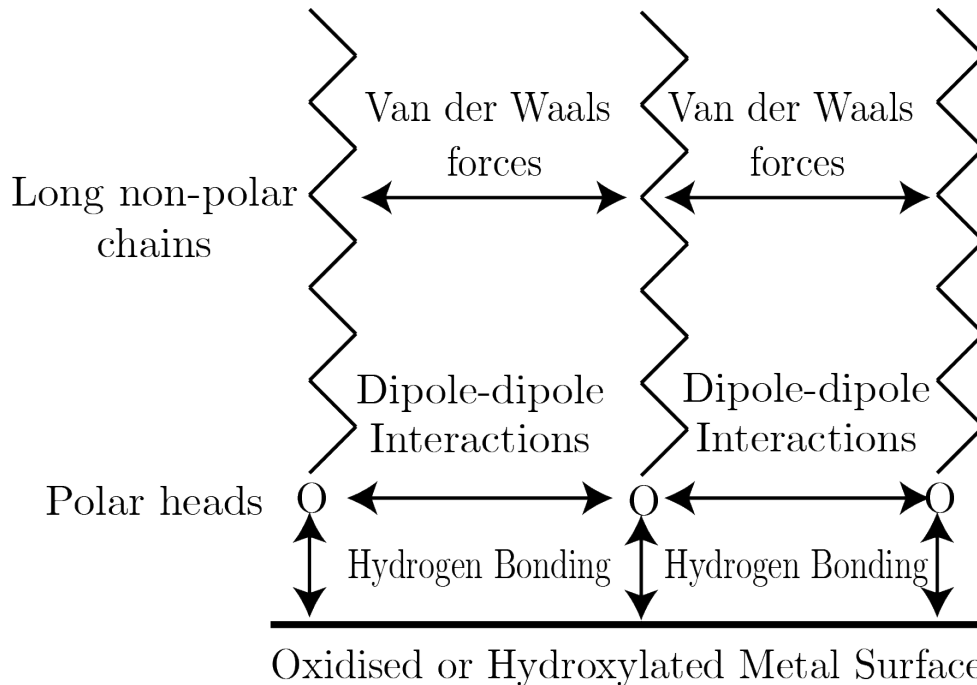 Van der Waals
forces
Van der Waals
forces
Long non-polar
chains
Dipole-dipole
Interactions
Dipole-dipole
Interactions
Polar heads
O
O
O
Hydrogen Bonding
Hydrogen Bonding
Oxidised or Hydroxylated Metal Surface